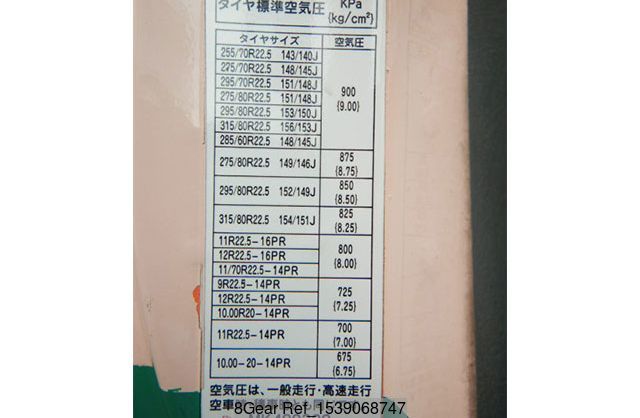 タイヤ標準空気圧 KPa {kg/cm²}
タイヤサイズ 空気圧
255/70R22.5 143/140J
275/70R22.5 148/145J
295/70R22.5 151/148J
275/80R22.5 151/148J
295/80R22.5 153/150J
315/80R22.5 156/153J
285/60R22.5 148/145J
900 {9.00}
275/80R22.5 149/146J 875 {8.75}
295/80R22.5 152/149J 850 {8.50}
315/80R22.5 154/151J 825 {8.25}
11R22.5-16PR
12R22.5-16PR
11/70R22.5-14PR
800 {8.00}
9R22.5-14PR
12R22.5-14PR
10.00R20-14PR
725 {7.25}
11R22.5-14PR 700 {7.00}
10.00-20-14PR 675 {6.75}
空気圧は、一般走行・高速走行
空車
8Gear Ref 1539068747